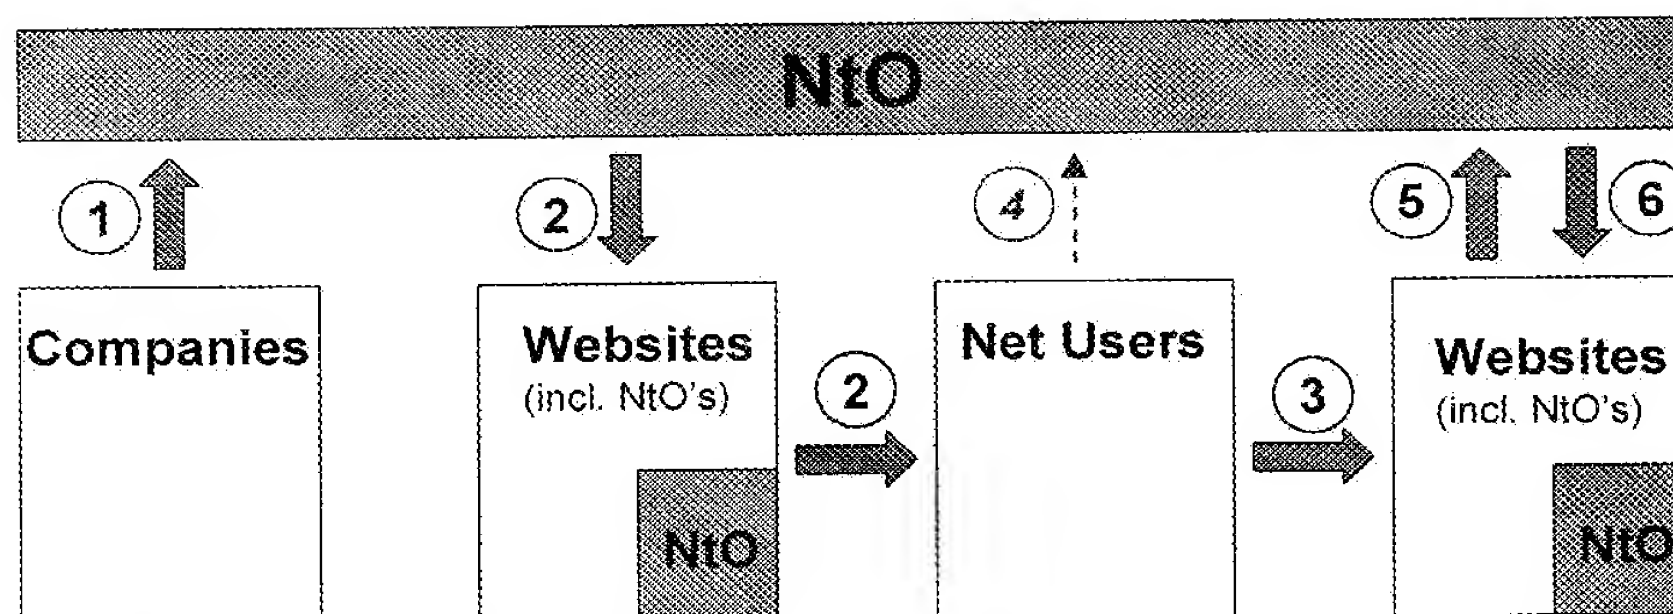 NtO
1
2
4
5
6
Companies
Websites
(incl. NtO's)
2
Net Users
3
Websites
(incl. NtO's)
NtO
NtO